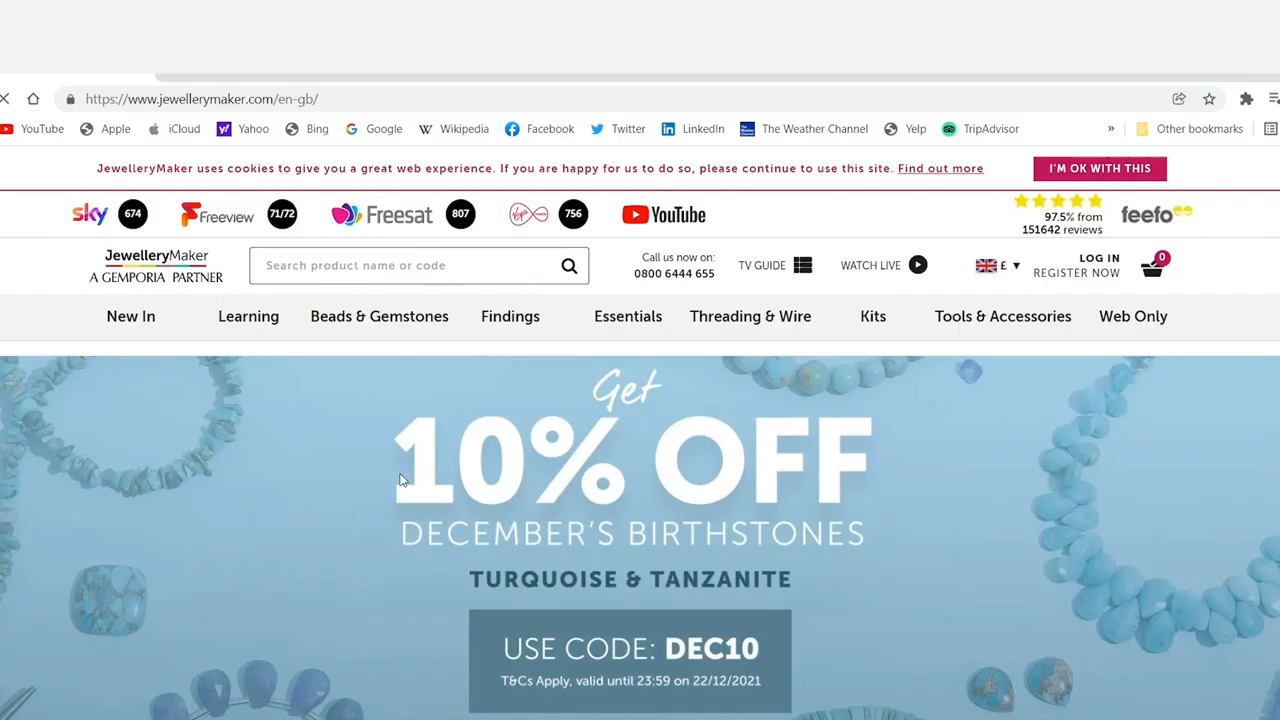 https://www.jewellerymaker.com/en-gb/
YouTube Apple iCloud Yahoo Bing Google Wikipedia Facebook Twitter LinkedIn The Weather Channel Yelp TripAdvisor » Other bookmarks
JewelleryMaker uses cookies to give you a great web experience. If you are happy for us to do so, please continue to use this site. Find out more I'M OK WITH THIS
sky 674 Freeview 71/72 Freesat 807 Virgin media 756 YouTube 97.5% from feefo
151642 reviews
JewelleryMaker
A GEMPORIA PARTNER
Search product name or code
Call us now on:
0800 6444 655
TV GUIDE WATCH LIVE £ ▼
LOG IN
REGISTER NOW
0
New In Learning Beads & Gemstones Findings Essentials Threading & Wire Kits Tools & Accessories Web Only
Get
10% OFF
DECEMBER'S BIRTHSTONES
TURQUOISE & TANZANITE
USE CODE: DEC10
T&Cs Apply, valid until 23:59 on 22/12/2021